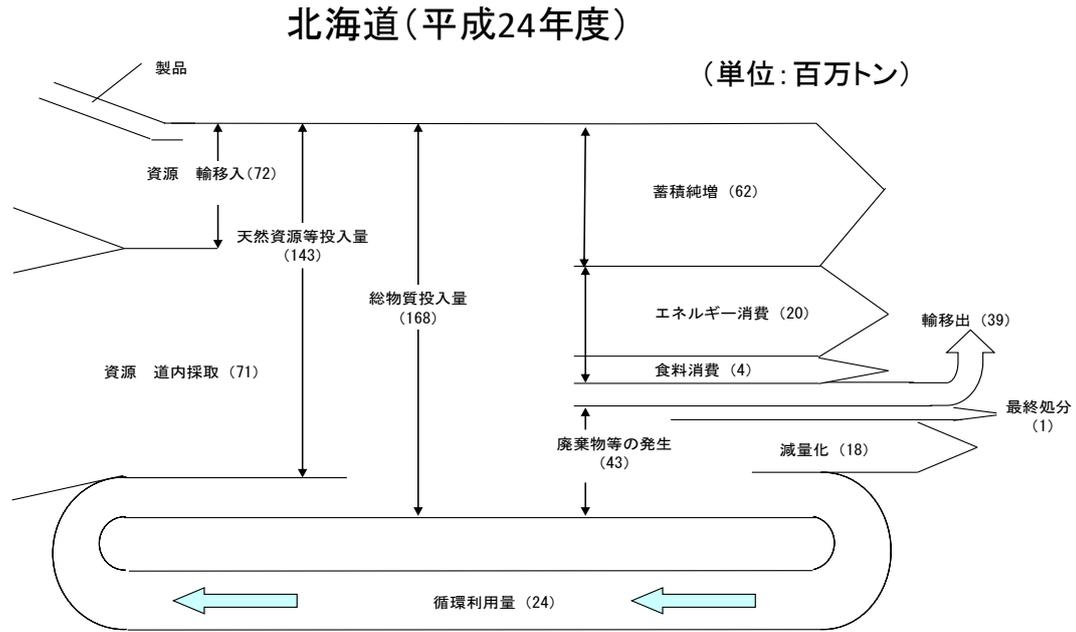 北海道（平成24年度）
（単位：百万トン）
製品
資源　輸移入（72）
天然資源等投入量
（143）
総物質投入量
（168）
蓄積純増（62）
エネルギー消費（20）
輸移出（39）
食料消費（4）
資源　道内採取（71）
最終処分
（1）
廃棄物等の発生
（43）
減量化（18）
循環利用量（24）